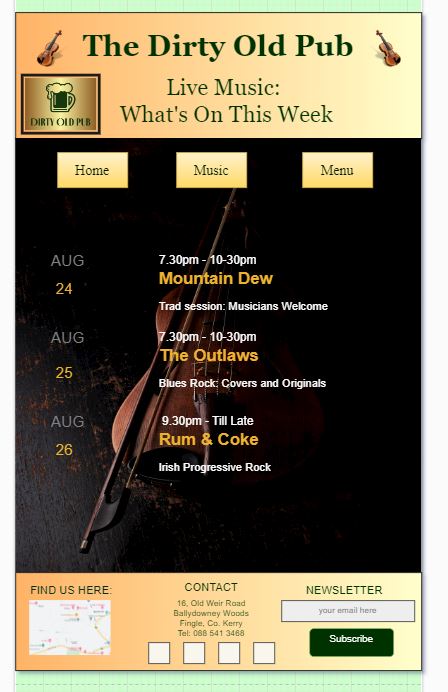 The Dirty Old Pub
DIRTY OLD PUB
Live Music:
What's On This Week
Home
Music
Menu
AUG
24
7.30pm - 10-30pm
Mountain Dew
Trad session: Musicians Welcome
AUG
25
7.30pm - 10-30pm
The Outlaws
Blues Rock: Covers and Originals
AUG
26
9.30pm - Till Late
Rum & Coke
Irish Progressive Rock
FIND US HERE:
CONTACT
16, Old Weir Road
Ballydowney Woods
Fingle, Co. Kerry
Tel: 088 541 3468
NEWSLETTER
your email here
Subscribe